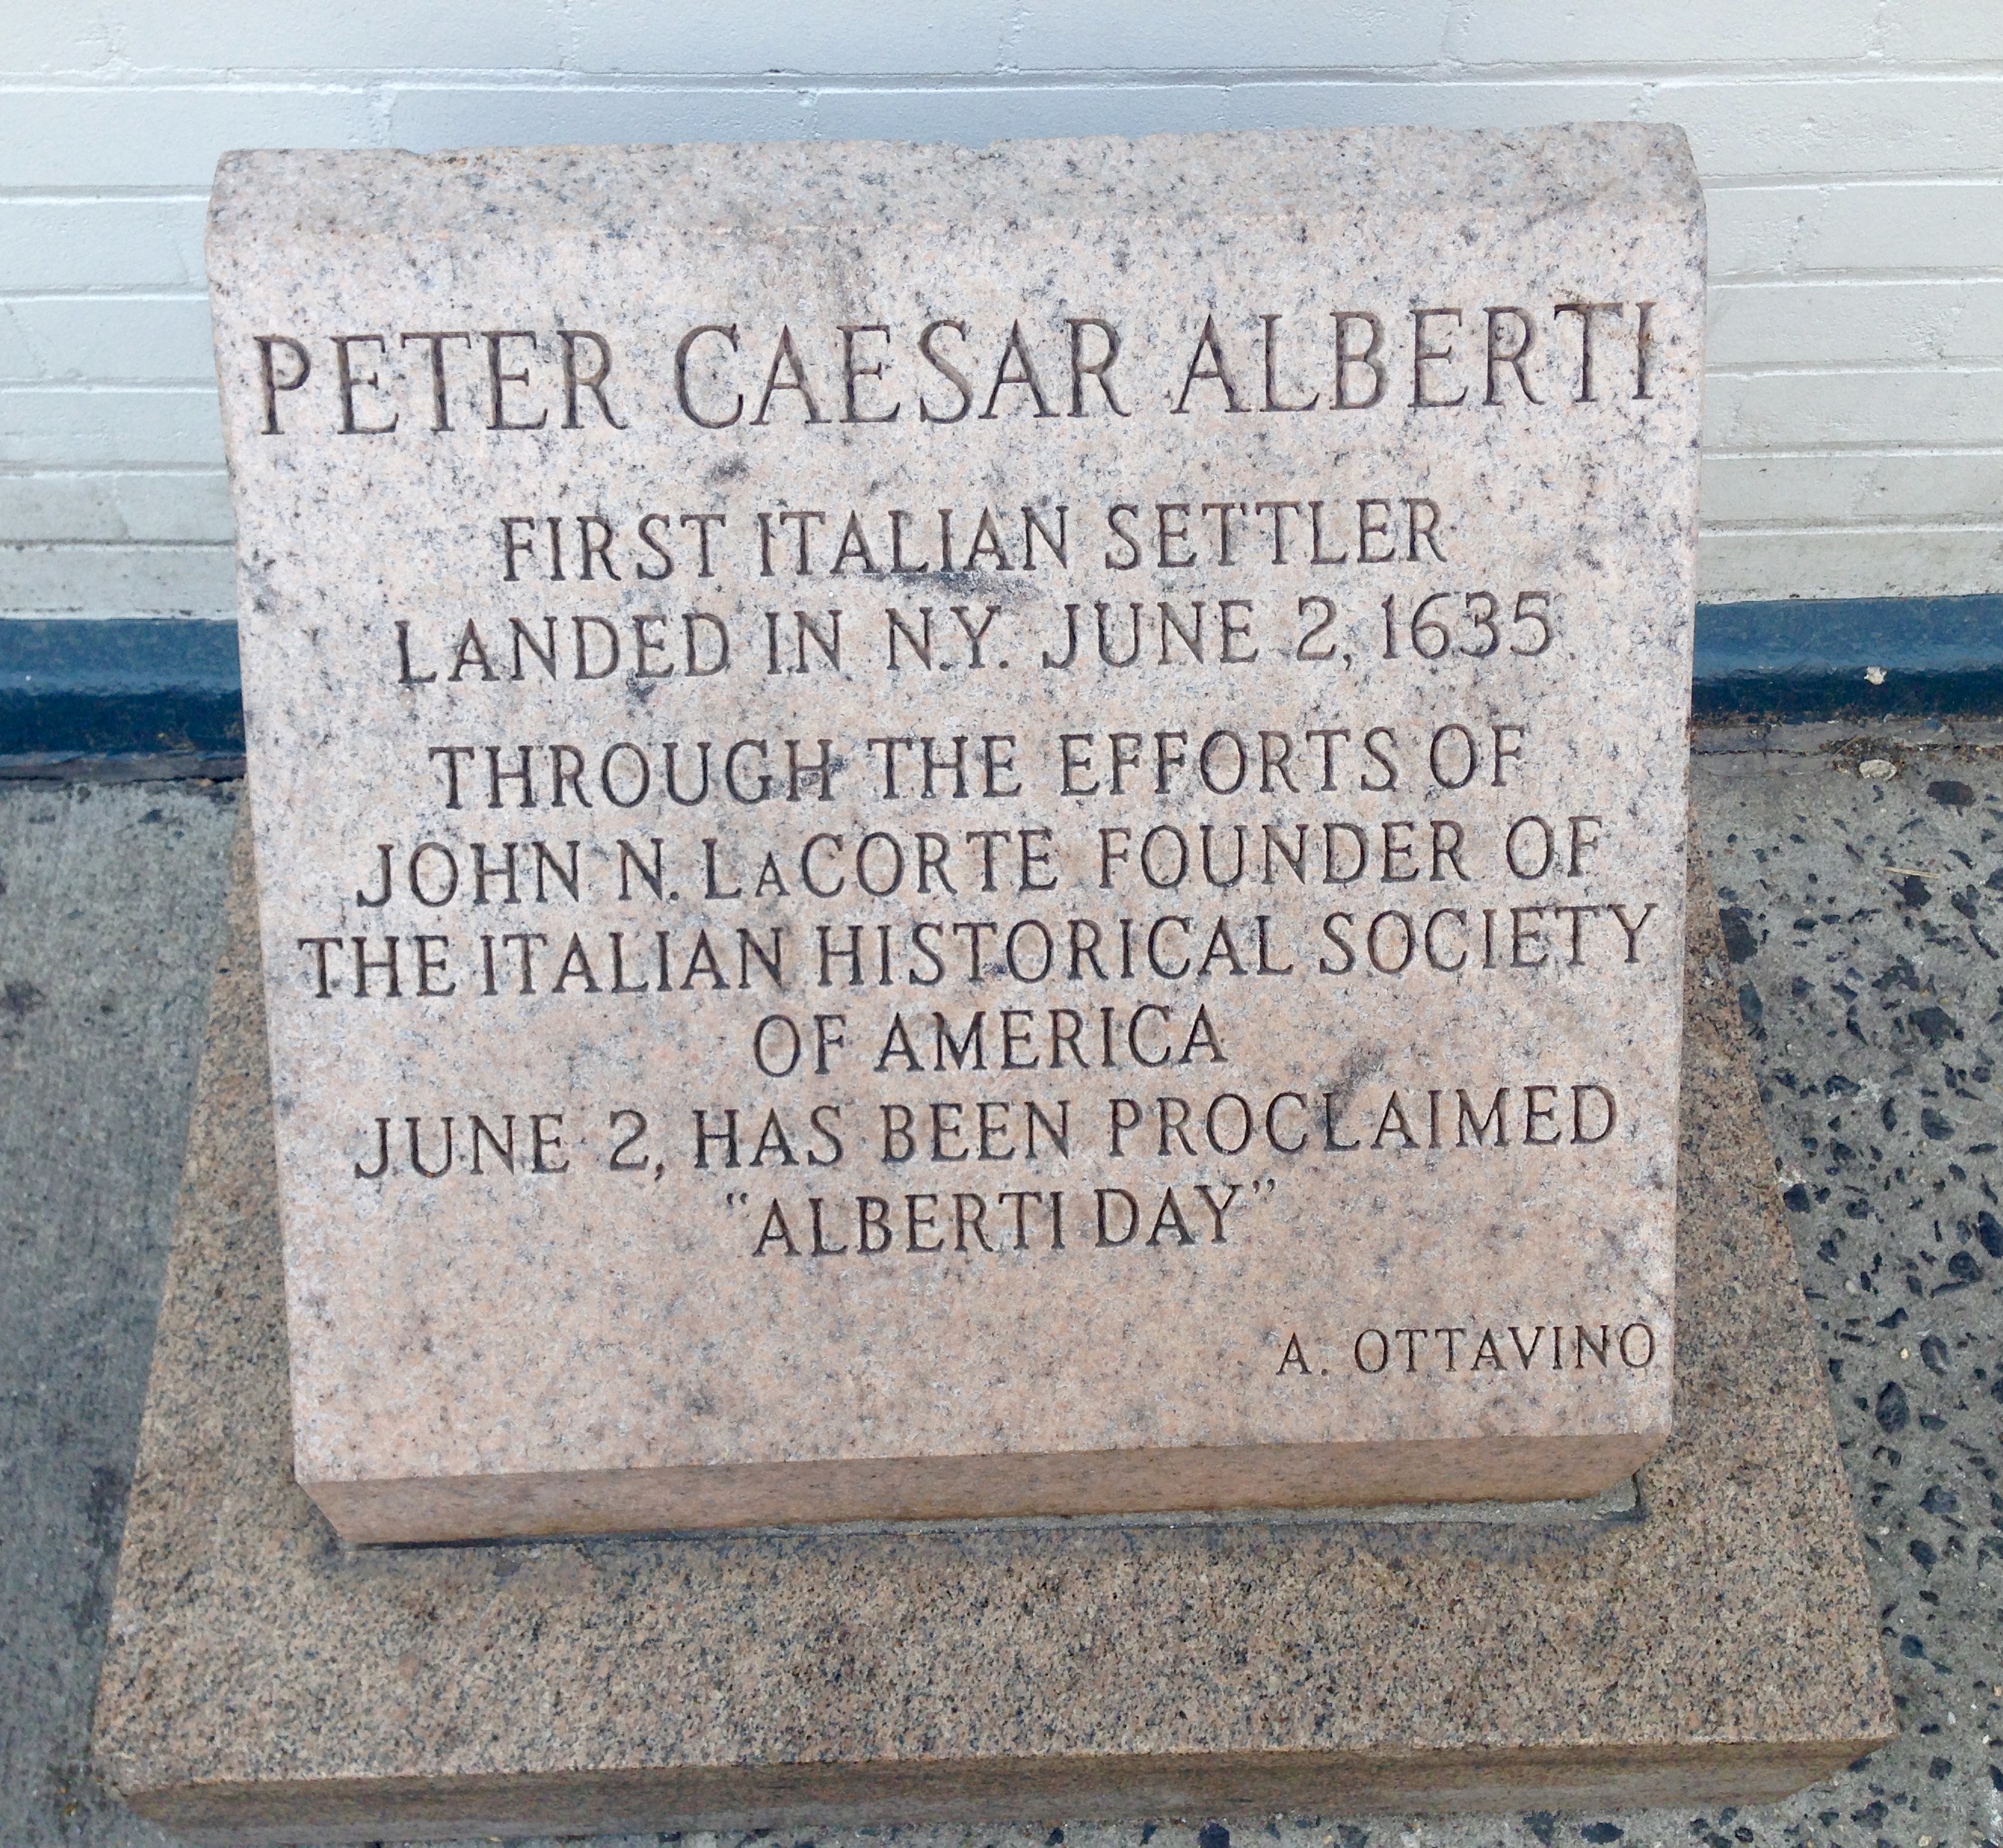 PETER CAESAR ALBERTI
FIRST ITALIAN SETTLER
LANDED IN N.Y. JUNE 2, 1635
THROUGH THE EFFORTS OF
JOHN N. LaCORTE FOUNDER OF
THE ITALIAN HISTORICAL SOCIETY
OF AMERICA
JUNE 2, HAS BEEN PROCLAIMED
“ALBERTI DAY”
A. OTTAVINO